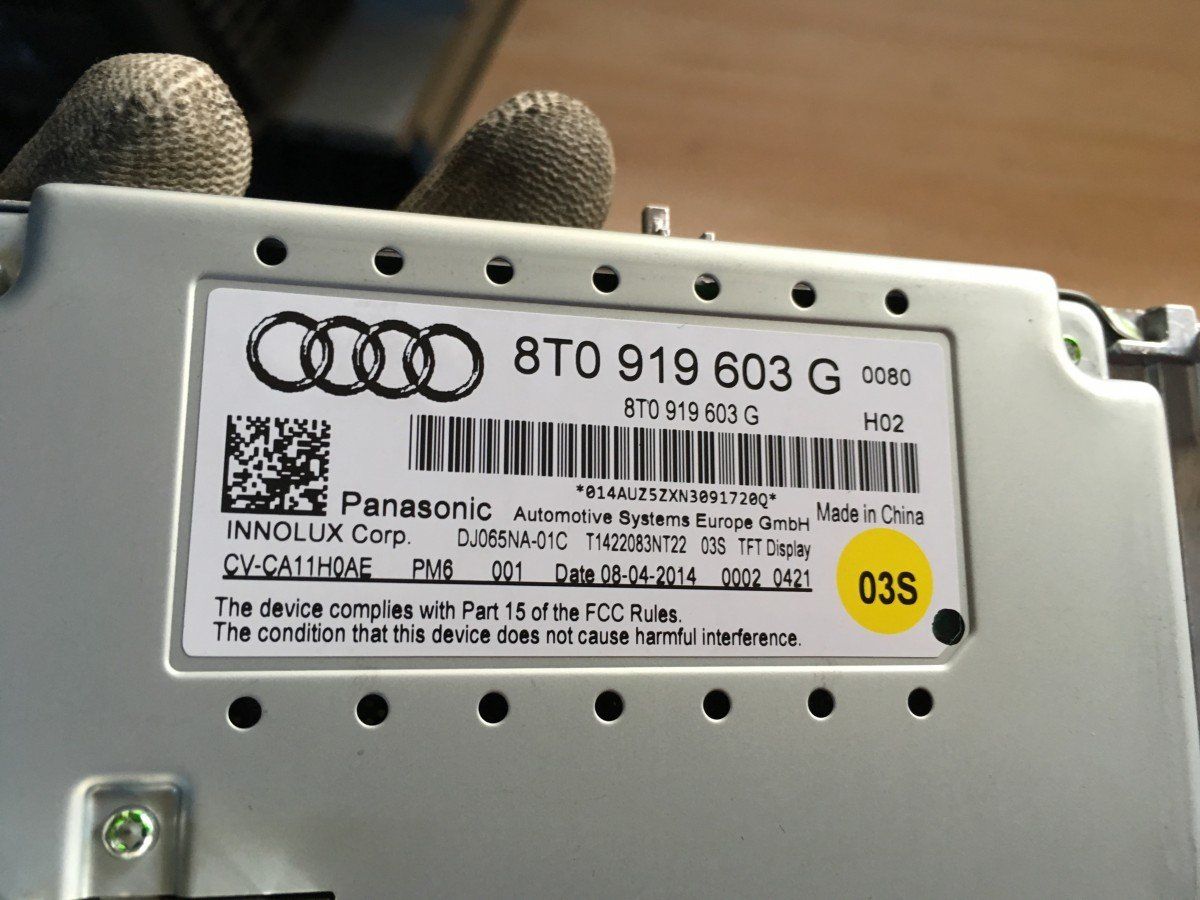 8T0 919 603 G 0080
8T0 919 603 G H02
*014AUZ5ZXN3091720Q*
Panasonic Automotive Systems Europe GmbH Made in China
INNOLUX Corp. DJ065NA-01C T1422083NT22 03S TFT Display
CV-CA11H0AE PM6 001 Date 08-04-2014 0002 0421
03S
The device complies with Part 15 of the FCC Rules.
The condition that this device does not cause harmful interference.